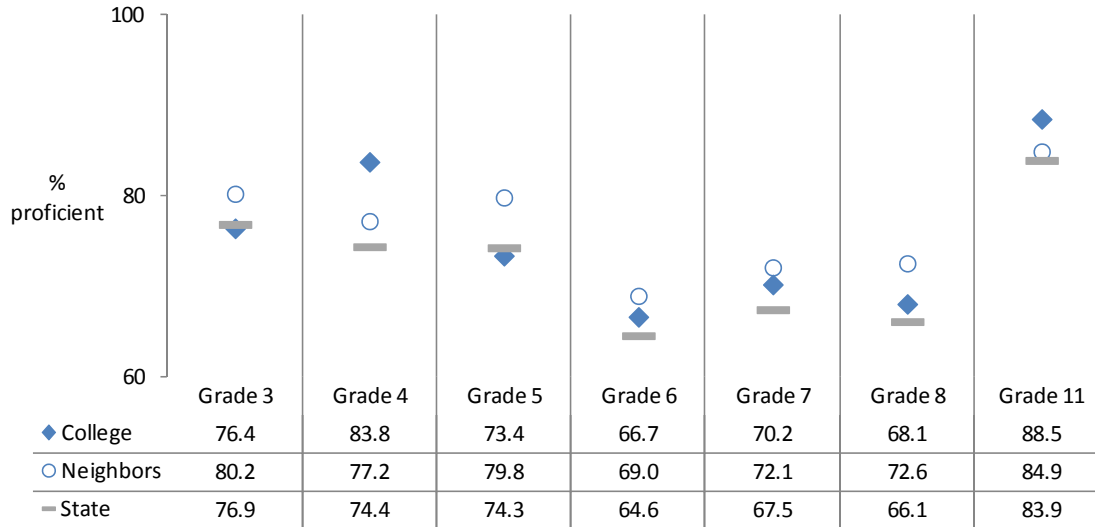 100
80
60
%
proficient
Grade 3 Grade 4 Grade 5 Grade 6 Grade 7 Grade 8 Grade 11
College 76.4 83.8 73.4 66.7 70.2 68.1 88.5
Neighbors 80.2 77.2 79.8 69.0 72.1 72.6 84.9
State 76.9 74.4 74.3 64.6 67.5 66.1 83.9